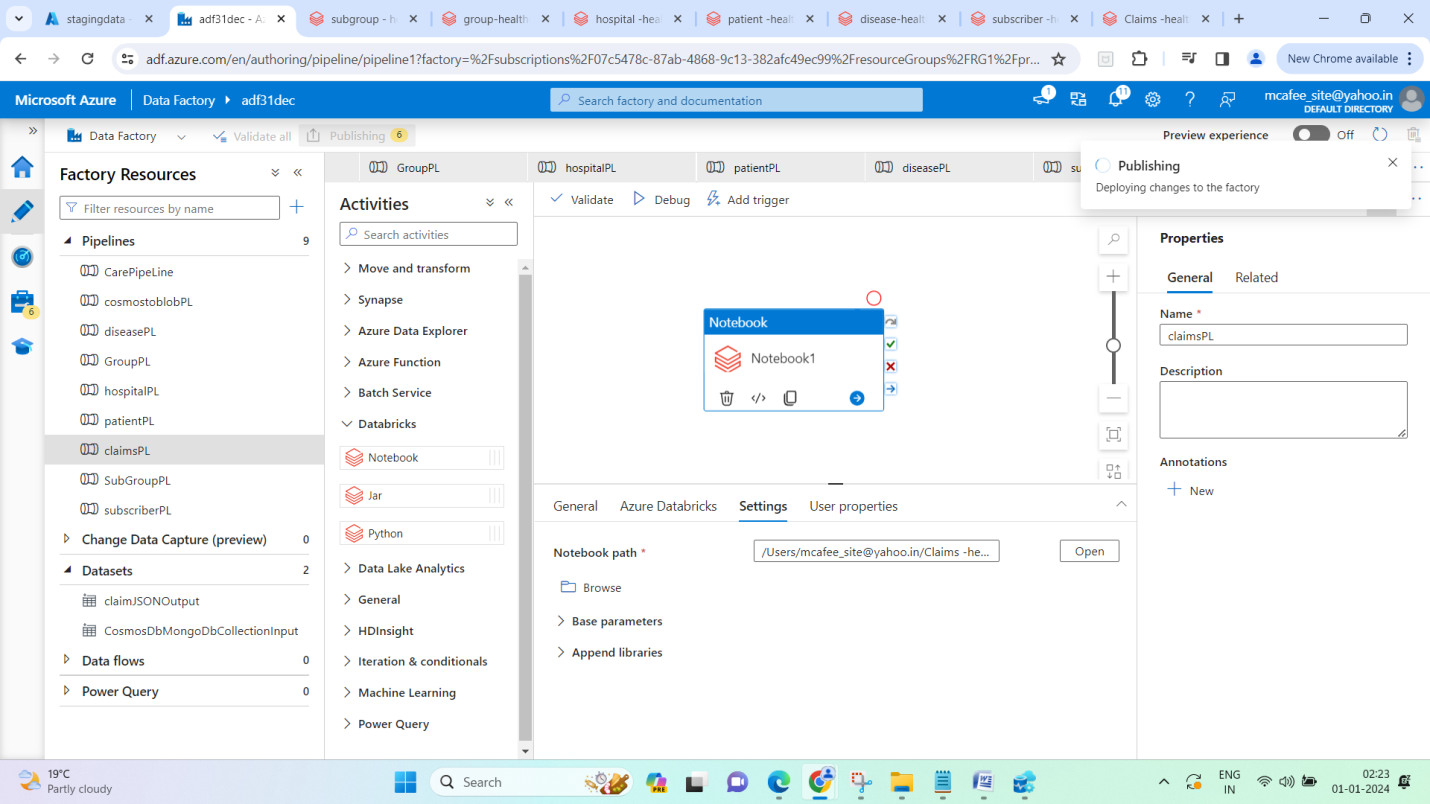 stagingdata -
adf31dec - Az
subgroup - h
group-health
hospital -heal
patient -healt
disease-healt
subscriber -h
Claims -healt
adf.azure.com/en/authoring/pipeline/pipeline1?factory=%2Fsubscriptions%2F07c5478c-87ab-4868-9c13-382afc49ec99%2FresourceGroups%2FRG1%2Fpr...
New Chrome available
Microsoft Azure
Data Factory
adf31dec
Search factory and documentation
1
11
mcafee_site@yahoo.in
DEFAULT DIRECTORY
Data Factory
Validate all
Publishing
6
Preview experience
Off
Factory Resources
Filter resources by name
Pipelines
9
CarePipeLine
cosmostoblobPL
diseasePL
GroupPL
hospitalPL
patientPL
claimsPL
SubGroupPL
subscriberPL
Change Data Capture (preview)
0
Datasets
2
claimJSONOutput
CosmosDbMongoDbCollectionInput
Data flows
0
Power Query
0
6
GroupPL
hospitalPL
patientPL
diseasePL
su
Publishing
Deploying changes to the factory
Activities
Search activities
Move and transform
Synapse
Azure Data Explorer
Azure Function
Batch Service
Databricks
Notebook
Jar
Python
Data Lake Analytics
General
HDInsight
Iteration & conditionals
Machine Learning
Power Query
Validate
Debug
Add trigger
Notebook
Notebook1
General
Azure Databricks
Settings
User properties
Notebook path *
/Users/mcafee_site@yahoo.in/Claims -he...
Open
Browse
Base parameters
Append libraries
Properties
General
Related
Name *
claimsPL
Description
Annotations
New
19°C
Partly cloudy
Search
PRE
ENG
IN
02:23
01-01-2024